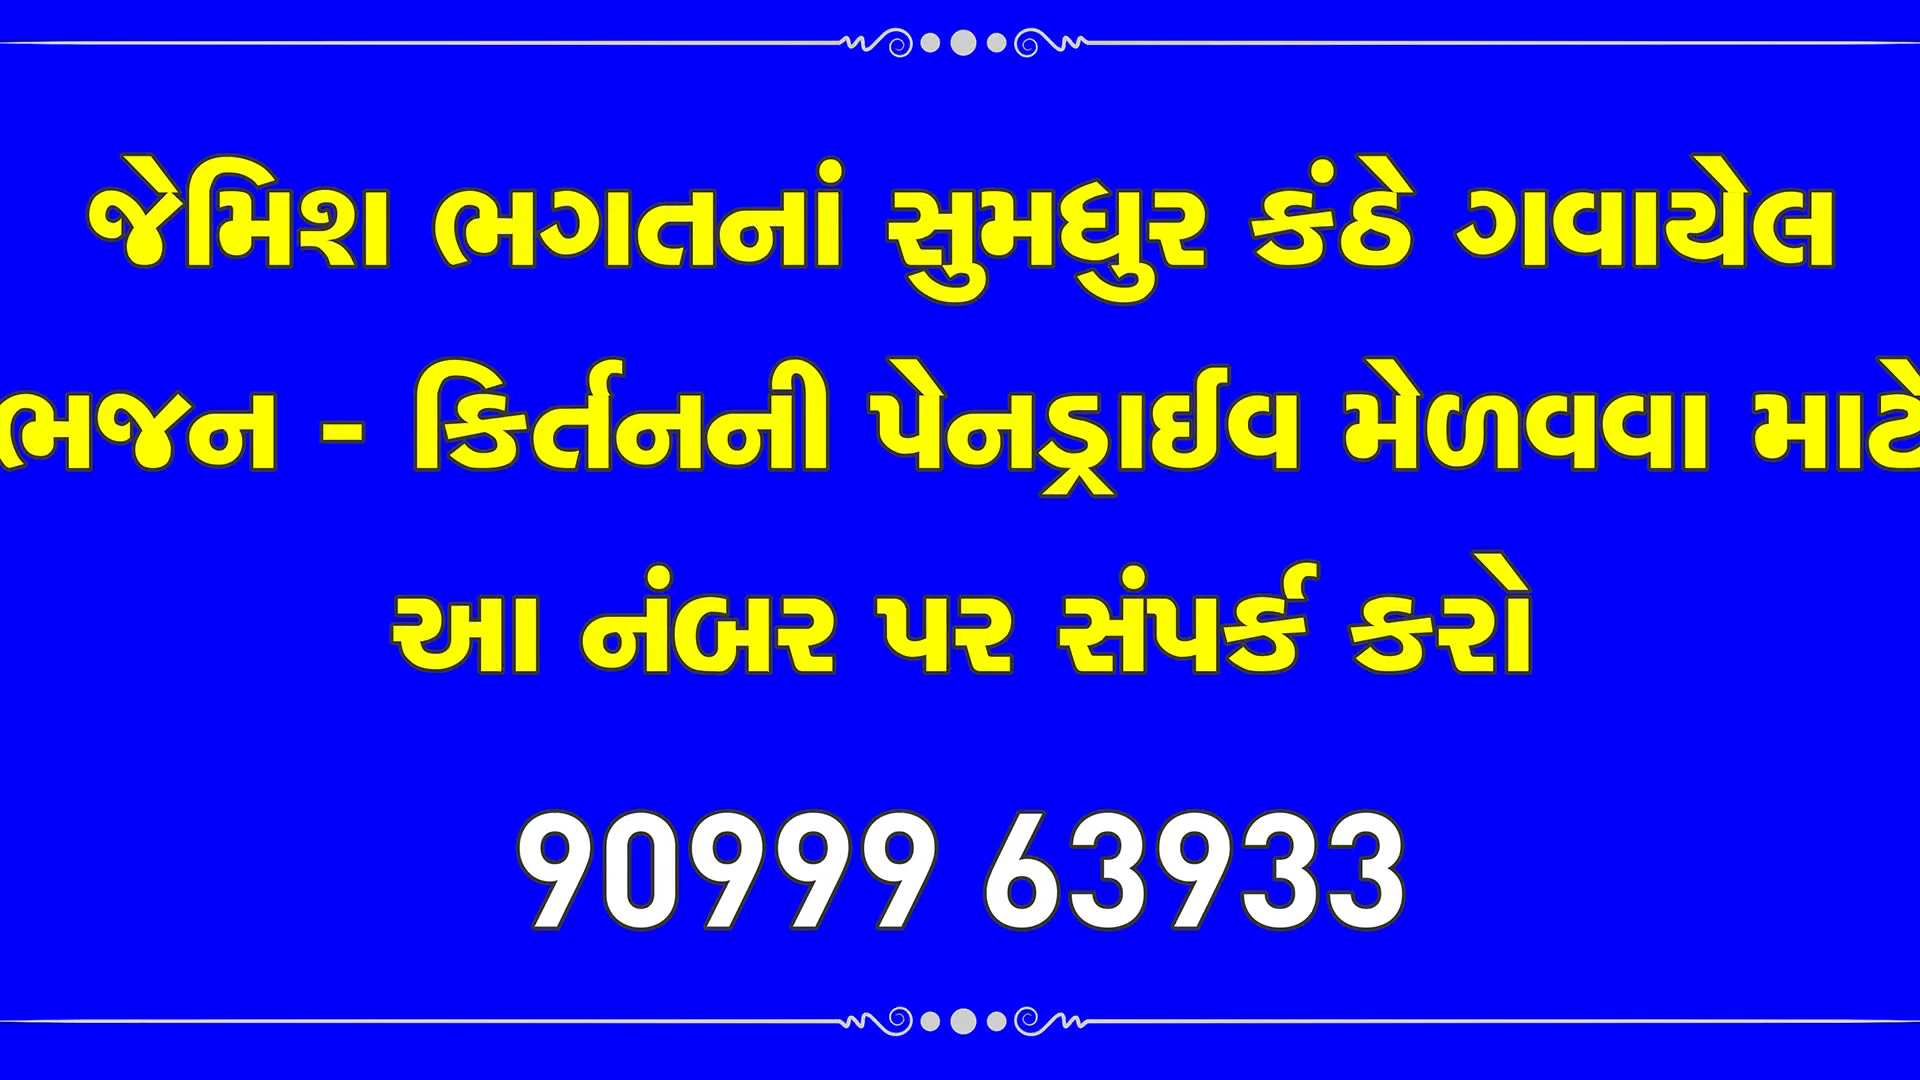 જેમિશ ભગતનાં સુમધુર કંઠે ગવાયેલ
ભજન - કિર્તનની પેનડ્રાઈવ મેળવવા માટે
આ નંબર પર સંપર્ક કરો
90999 63933